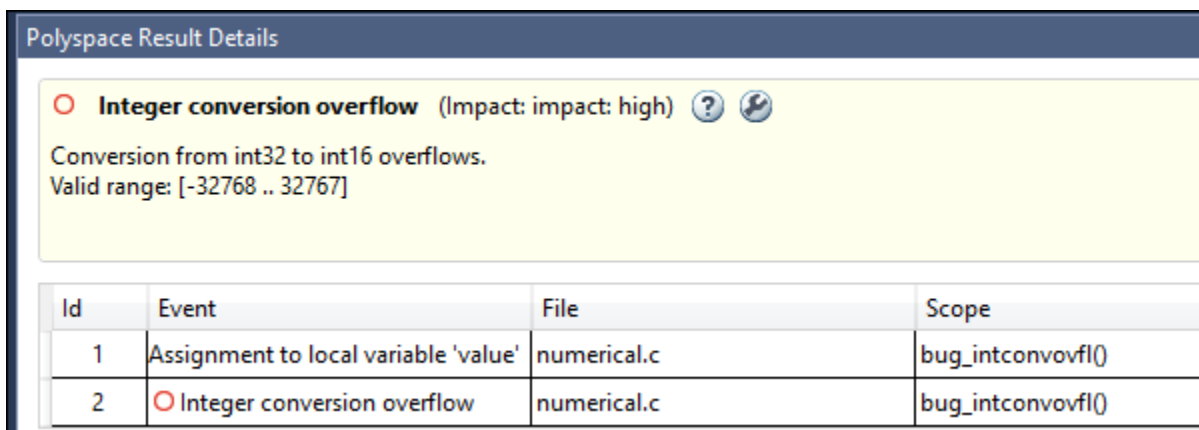 Polyspace Result Details
Integer conversion overflow (Impact: impact: high) ?
Conversion from int32 to int16 overflows.
Valid range: [-32768 .. 32767]
Id Event File Scope
1 Assignment to local variable 'value' numerical.c bug_intconvovfl()
2 Integer conversion overflow numerical.c bug_intconvovfl()